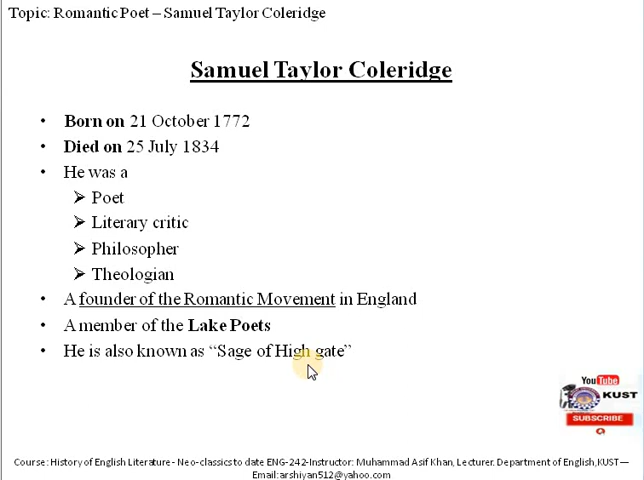 Topic: Romantic Poet – Samuel Taylor Coleridge
Samuel Taylor Coleridge
• Born on 21 October 1772
• Died on 25 July 1834
• He was a
➢ Poet
➢ Literary critic
➢ Philosopher
➢ Theologian
• A founder of the Romantic Movement in England
• A member of the Lake Poets
• He is also known as “Sage of High gate”
YouTube
KUST
SUBSCRIBE
Course: History of English Literature - Neo-classics to date ENG-242-Instructor: Muhammad Asif Khan, Lecturer. Department of English,KUST—
Email:arshiyan512@yahoo.com